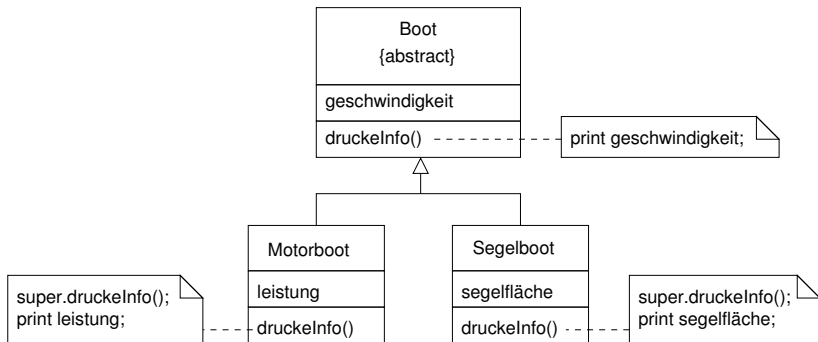 Boot
{abstract}
geschwindigkeit
druckeInfo()
print geschwindigkeit;
Motorboot
leistung
druckeInfo()
super.druckeInfo();
print leistung;
Segelboot
segelfläche
druckeInfo()
super.druckeInfo();
print segelfläche;